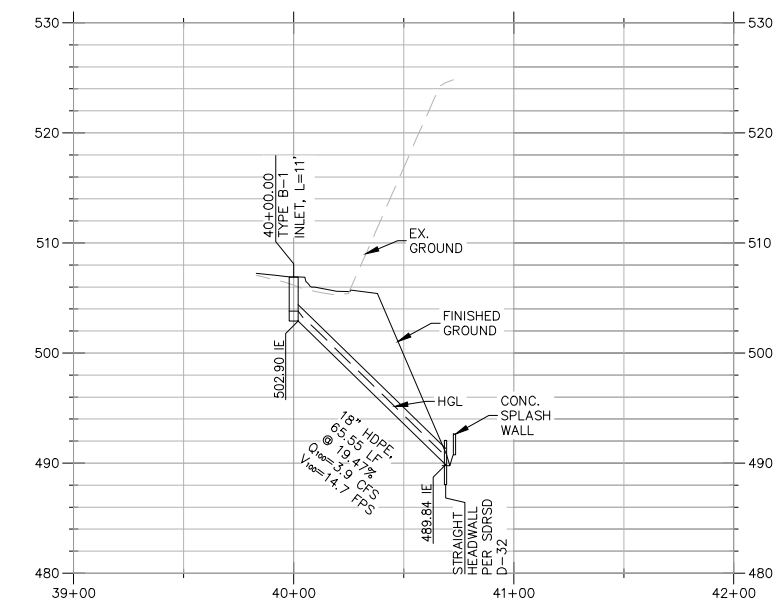 530
530
520
520
40+00.00
TYPE B-1
INLET, L=11'
510
510
EX.
GROUND
FINISHED
GROUND
500
500
502.90 IE
HGL
CONC.
SPLASH
WALL
18" HDPE,
65.55 LF
@ 19.47%
Q100=3.9 CFS
V100=14.7 FPS
490
490
489.84 IE
STRAIGHT
HEADWALL
PER SDRSD
D-32
480
480
39+00
40+00
41+00
42+00